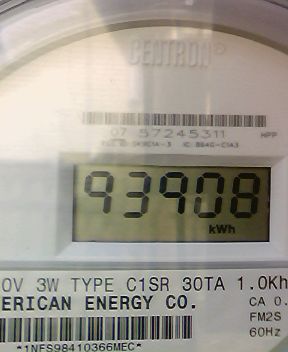 CENTRON®
07 57245311 HPP
93908
kWh
0V 3W TYPE C1SR 30TA 1.0Kh
ERICAN ENERGY CO.
CA 0.
FM2S
60Hz
*1NFS98410366MEC*